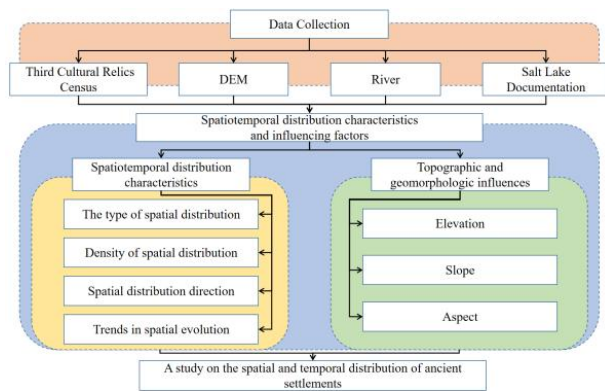 Data Collection
Third Cultural Relics
Census
DEM
River
Salt Lake
Documentation
Spatiotemporal distribution characteristics
and influencing factors
Spatiotemporal distribution
characteristics
Topographic and
geomorphologic influences
The type of spatial distribution
Density of spatial distribution
Spatial distribution direction
Trends in spatial evolution
Elevation
Slope
Aspect
A study on the spatial and temporal distribution of ancient
settlements